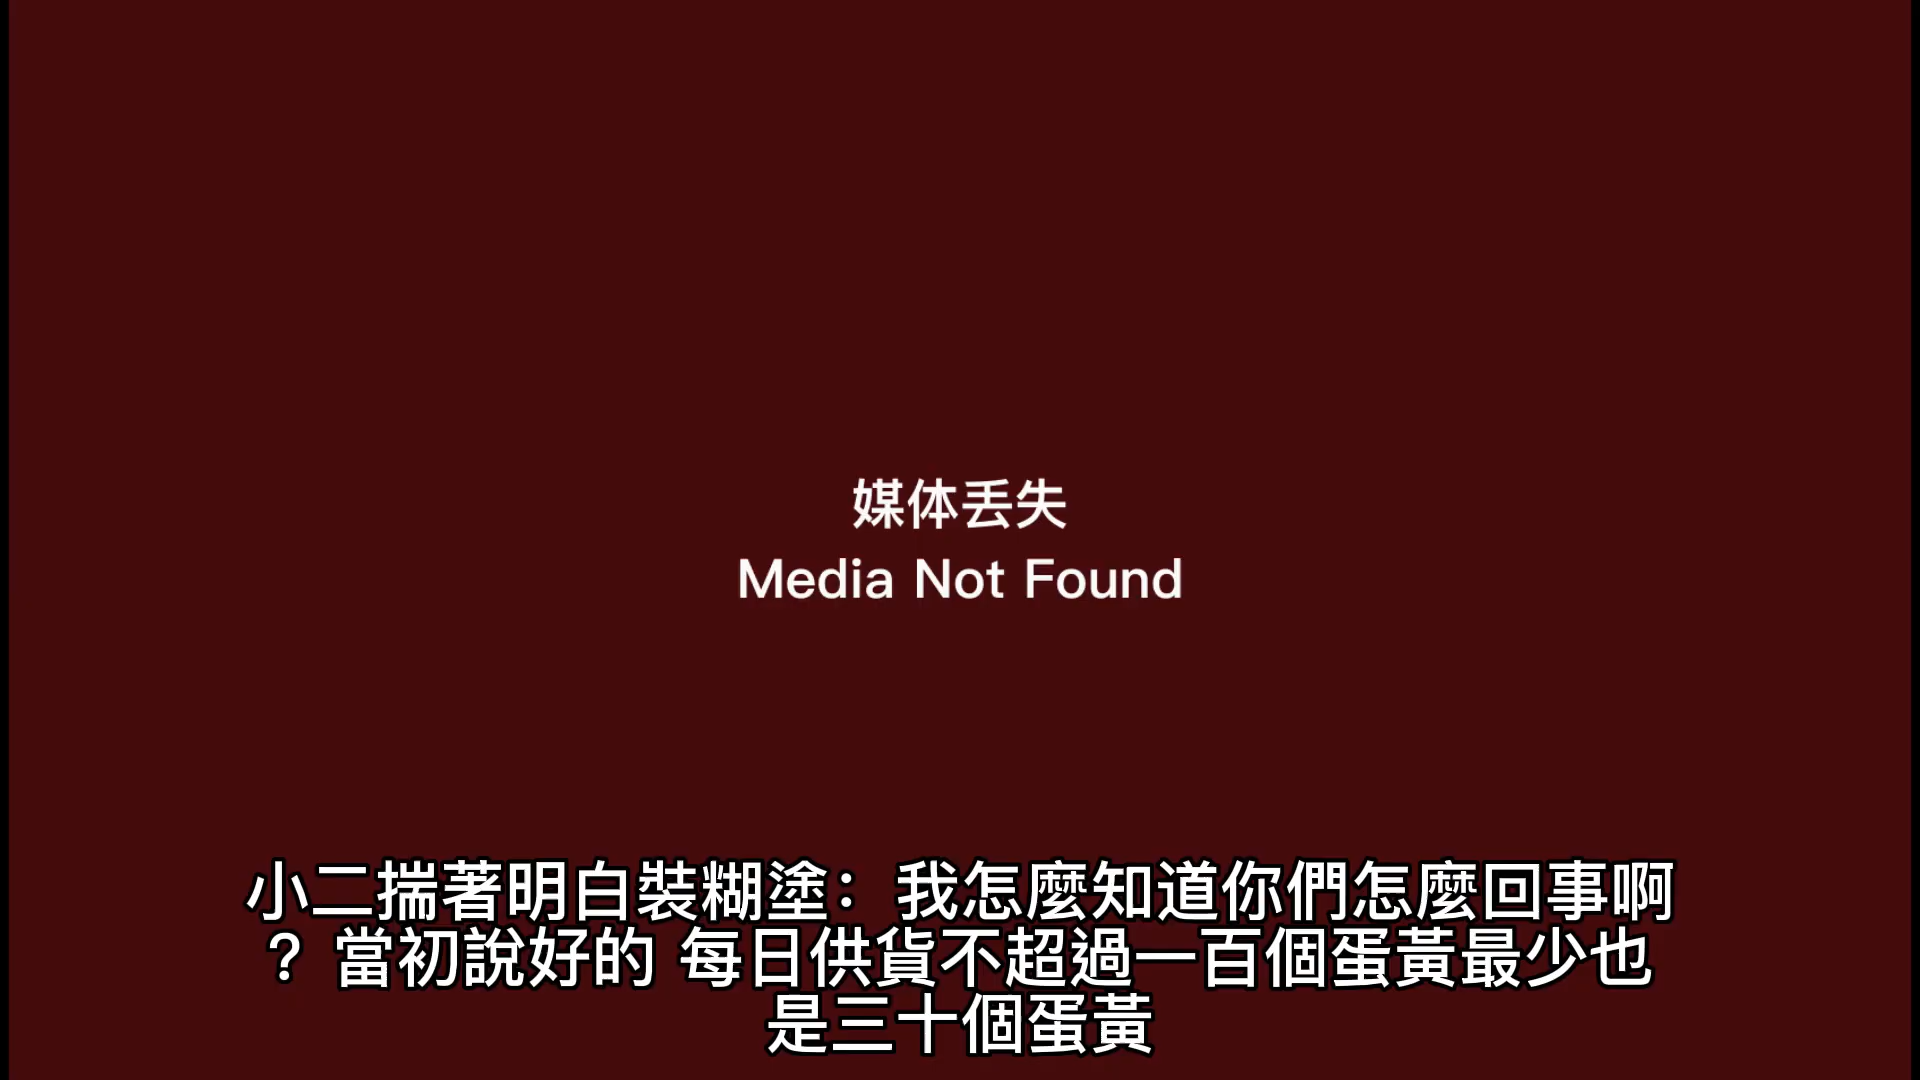 媒体丢失
Media Not Found
小二揣著明白裝糊塗：我怎麼知道你們怎麼回事啊
？當初說好的 每日供貨不超過一百個蛋黃最少也
是三十個蛋黃